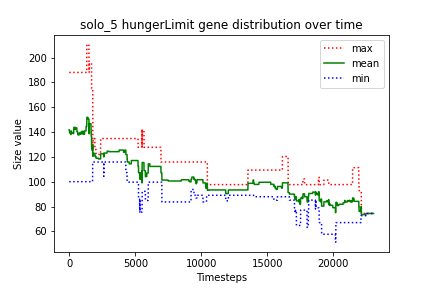 solo_5 hungerLimit gene distribution over time
max
mean
min
Size value
200
180
160
140
120
100
80
60
0
5000
10000
15000
20000
Timesteps